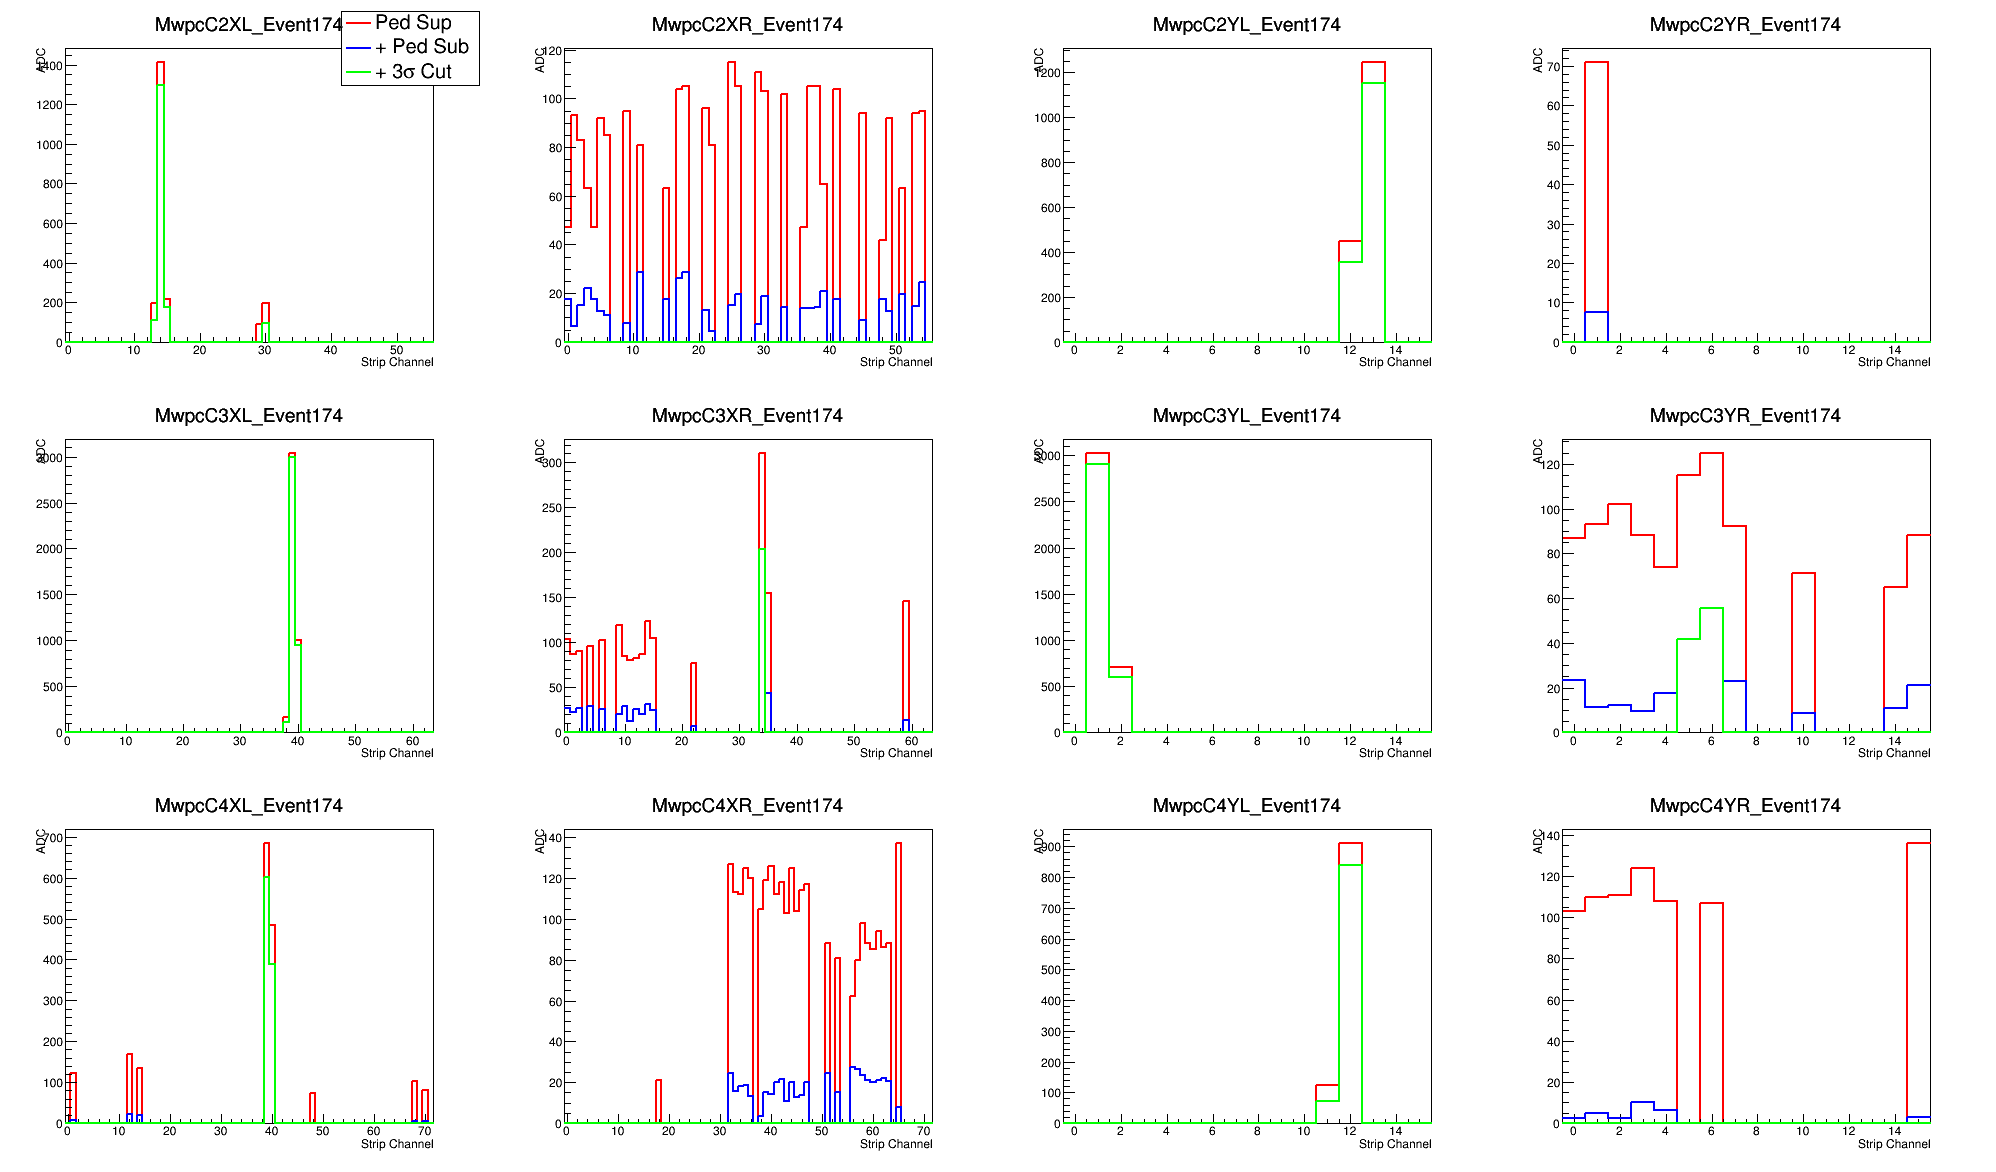 MwpcC2XL_Event174
Ped Sup
+ Ped Sub
+ 3σ Cut
ADC
1400
1200
1000
800
600
400
200
0
0 10 20 30 40 50
Strip Channel
MwpcC2XR_Event174
ADC
120
100
80
60
40
20
0
0 10 20 30 40 50
Strip Channel
MwpcC2YL_Event174
ADC
1200
1000
800
600
400
200
0
0 2 4 6 8 10 12 14
Strip Channel
MwpcC2YR_Event174
ADC
70
60
50
40
30
20
10
0
0 2 4 6 8 10 12 14
Strip Channel
MwpcC3XL_Event174
ADC
3000
2500
2000
1500
1000
500
0
0 10 20 30 40 50 60
Strip Channel
MwpcC3XR_Event174
ADC
300
250
200
150
100
50
0
0 10 20 30 40 50 60
Strip Channel
MwpcC3YL_Event174
ADC
3000
2500
2000
1500
1000
500
0
0 2 4 6 8 10 12 14
Strip Channel
MwpcC3YR_Event174
ADC
120
100
80
60
40
20
0
0 2 4 6 8 10 12 14
Strip Channel
MwpcC4XL_Event174
ADC
700
600
500
400
300
200
100
0
0 10 20 30 40 50 60 70
Strip Channel
MwpcC4XR_Event174
ADC
140
120
100
80
60
40
20
0
0 10 20 30 40 50 60 70
Strip Channel
MwpcC4YL_Event174
ADC
900
800
700
600
500
400
300
200
100
0
0 2 4 6 8 10 12 14
Strip Channel
MwpcC4YR_Event174
ADC
140
120
100
80
60
40
20
0
0 2 4 6 8 10 12 14
Strip Channel